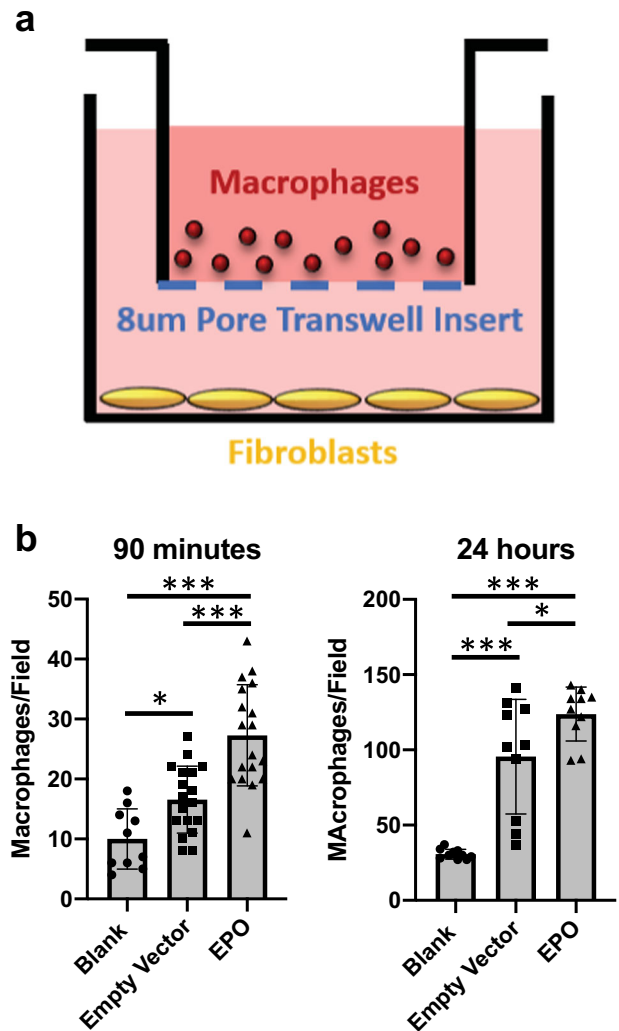 a
Macrophages
8um Pore Transwell Insert
Fibroblasts
b
90 minutes
Macrophages/Field
50
40
30
20
10
0
***
***
*
Blank
Empty Vector
EPO
24 hours
MAcrophages/Field
200
150
100
50
0
***
*
***
Blank
Empty Vector
EPO